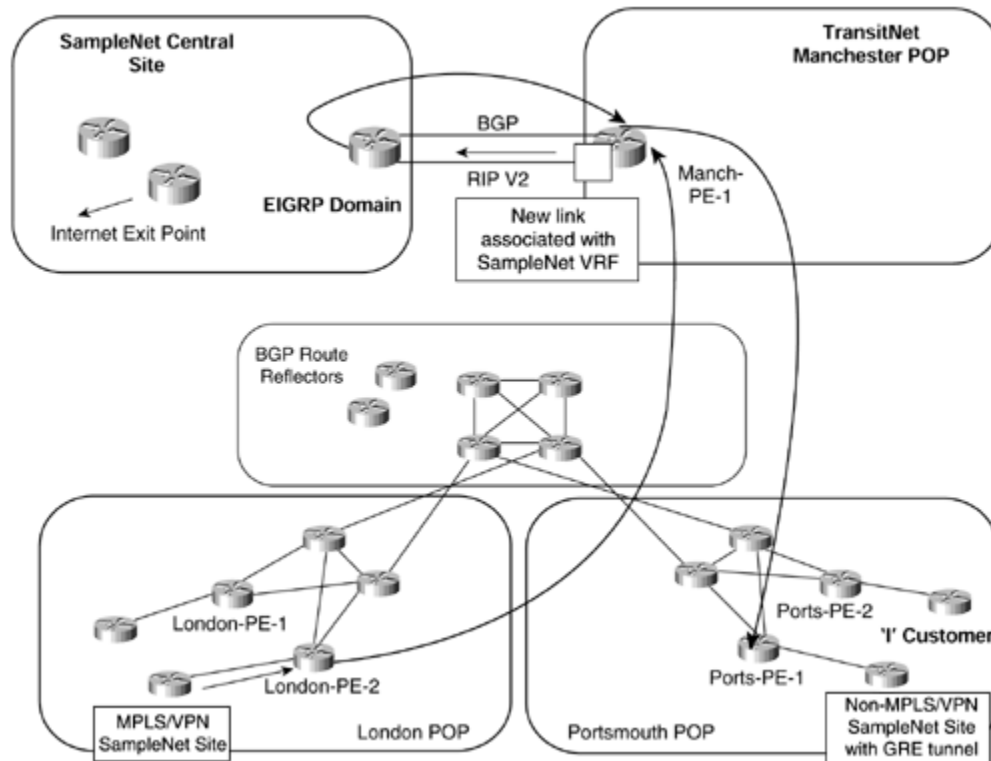 SampleNet Central
Site
TransitNet
Manchester POP
BGP
RIP V2
Manch-
PE-1
EIGRP Domain
Internet Exit Point
New link
associated with
SampleNet VRF
BGP Route
Reflectors
London-PE-1
London-PE-2
MPLS/VPN
SampleNet Site
London POP
Ports-PE-2
'I' Customer
Ports-PE-1
Portsmouth POP
Non-MPLS/VPN
SampleNet Site
with GRE tunnel